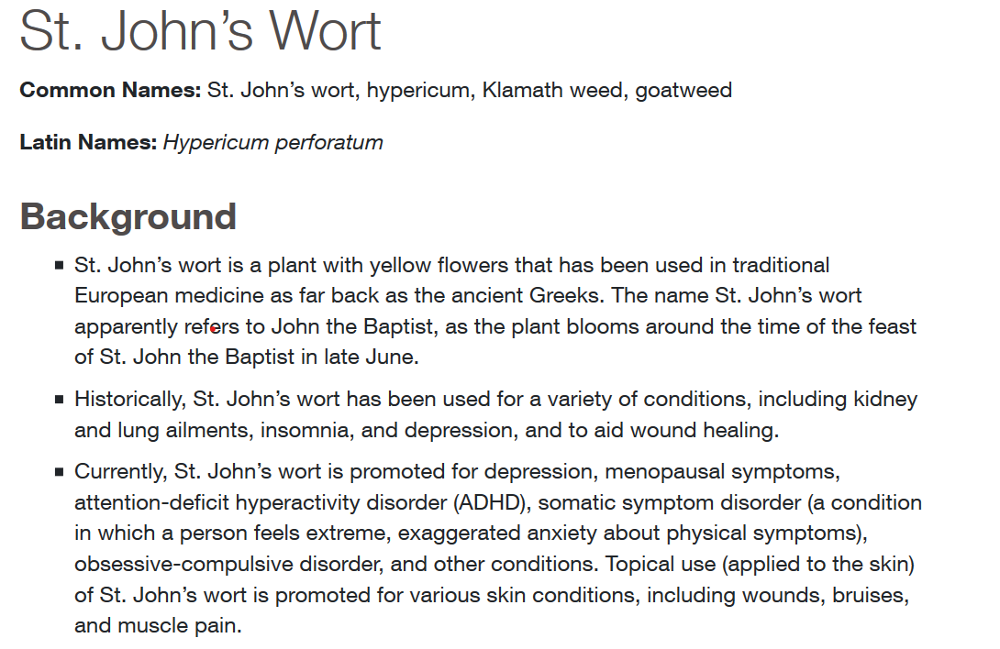 St. John’s Wort
Common Names: St. John’s wort, hypericum, Klamath weed, goatweed
Latin Names: Hypericum perforatum
Background
▪ St. John’s wort is a plant with yellow flowers that has been used in traditional
European medicine as far back as the ancient Greeks. The name St. John’s wort
apparently refers to John the Baptist, as the plant blooms around the time of the feast
of St. John the Baptist in late June.
▪ Historically, St. John’s wort has been used for a variety of conditions, including kidney
and lung ailments, insomnia, and depression, and to aid wound healing.
▪ Currently, St. John’s wort is promoted for depression, menopausal symptoms,
attention-deficit hyperactivity disorder (ADHD), somatic symptom disorder (a condition
in which a person feels extreme, exaggerated anxiety about physical symptoms),
obsessive-compulsive disorder, and other conditions. Topical use (applied to the skin)
of St. John’s wort is promoted for various skin conditions, including wounds, bruises,
and muscle pain.